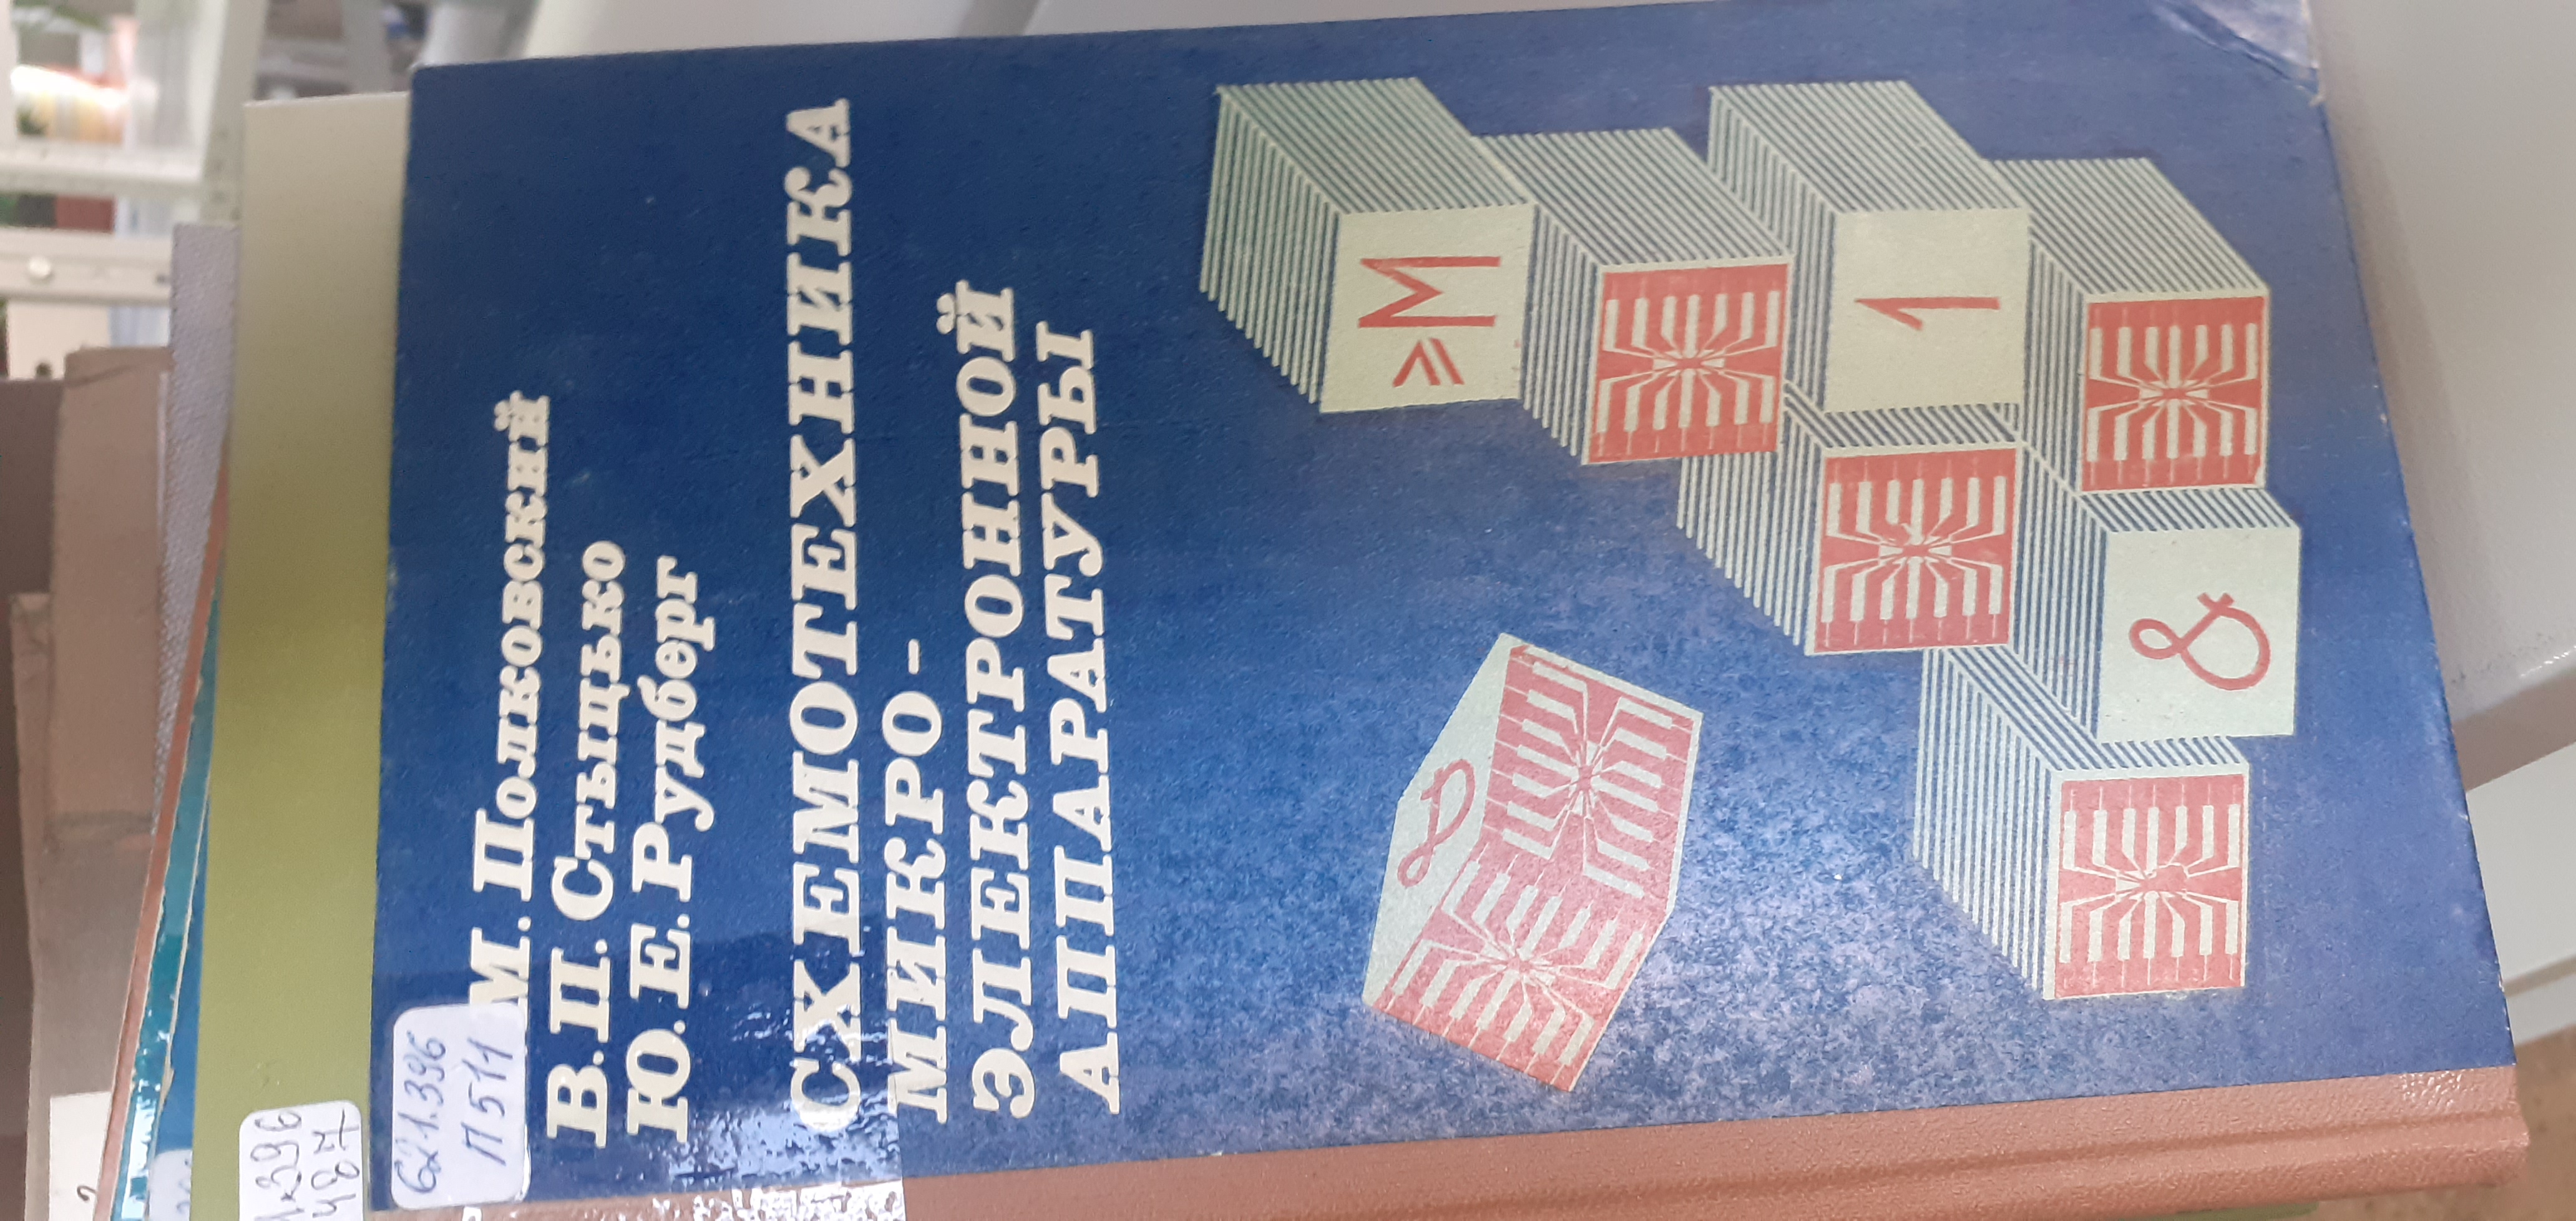 621.396
П511
М. Полковский
В.П. Стыцько
Ю.Е. Рудберг
СХЕМОТЕХНИКА
МИКРО-
ЭЛЕКТРОННОЙ
АППАРАТУРЫ
≥M
1
&
&